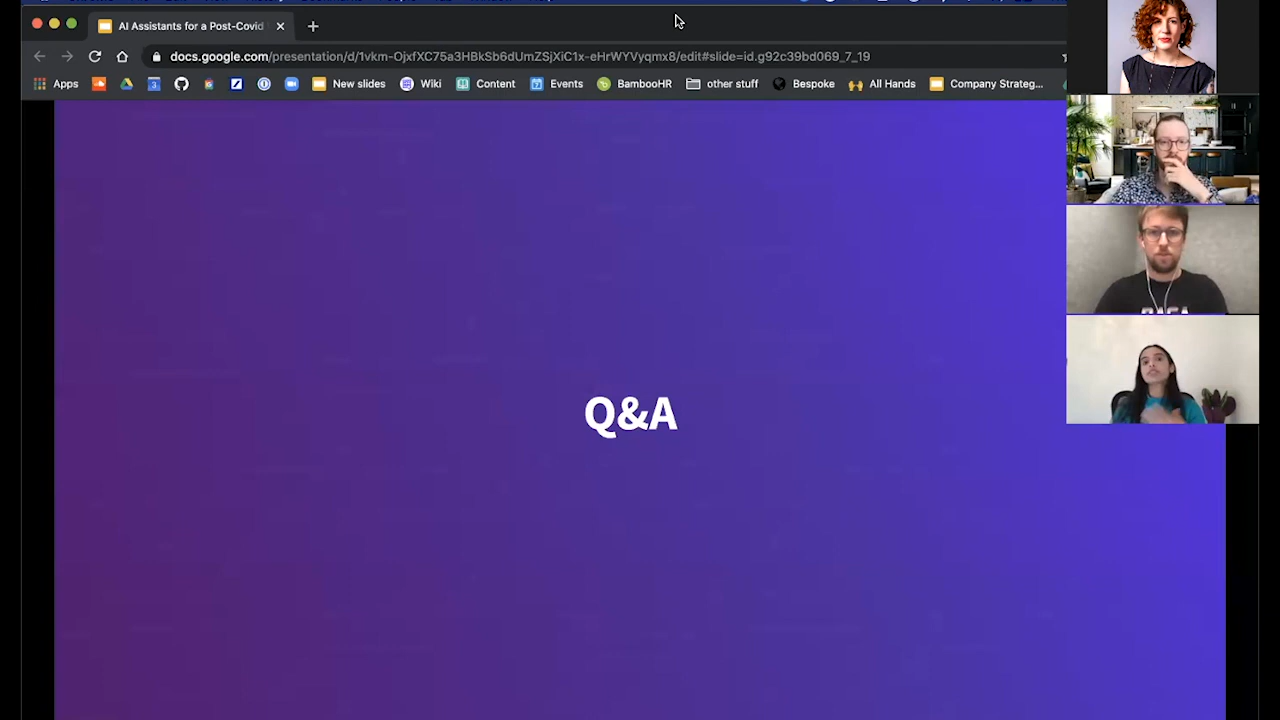 AI Assistants for a Post-Covid
docs.google.com/presentation/d/1vkm-OjxfXC75a3HBkSb6dUmZSjXiC1x-eHrWYVyqmx8/edit#slide=id.g92c39bd069_7_19
Apps New slides Wiki Content Events BambooHR other stuff Bespoke All Hands Company Strateg...
Q&A